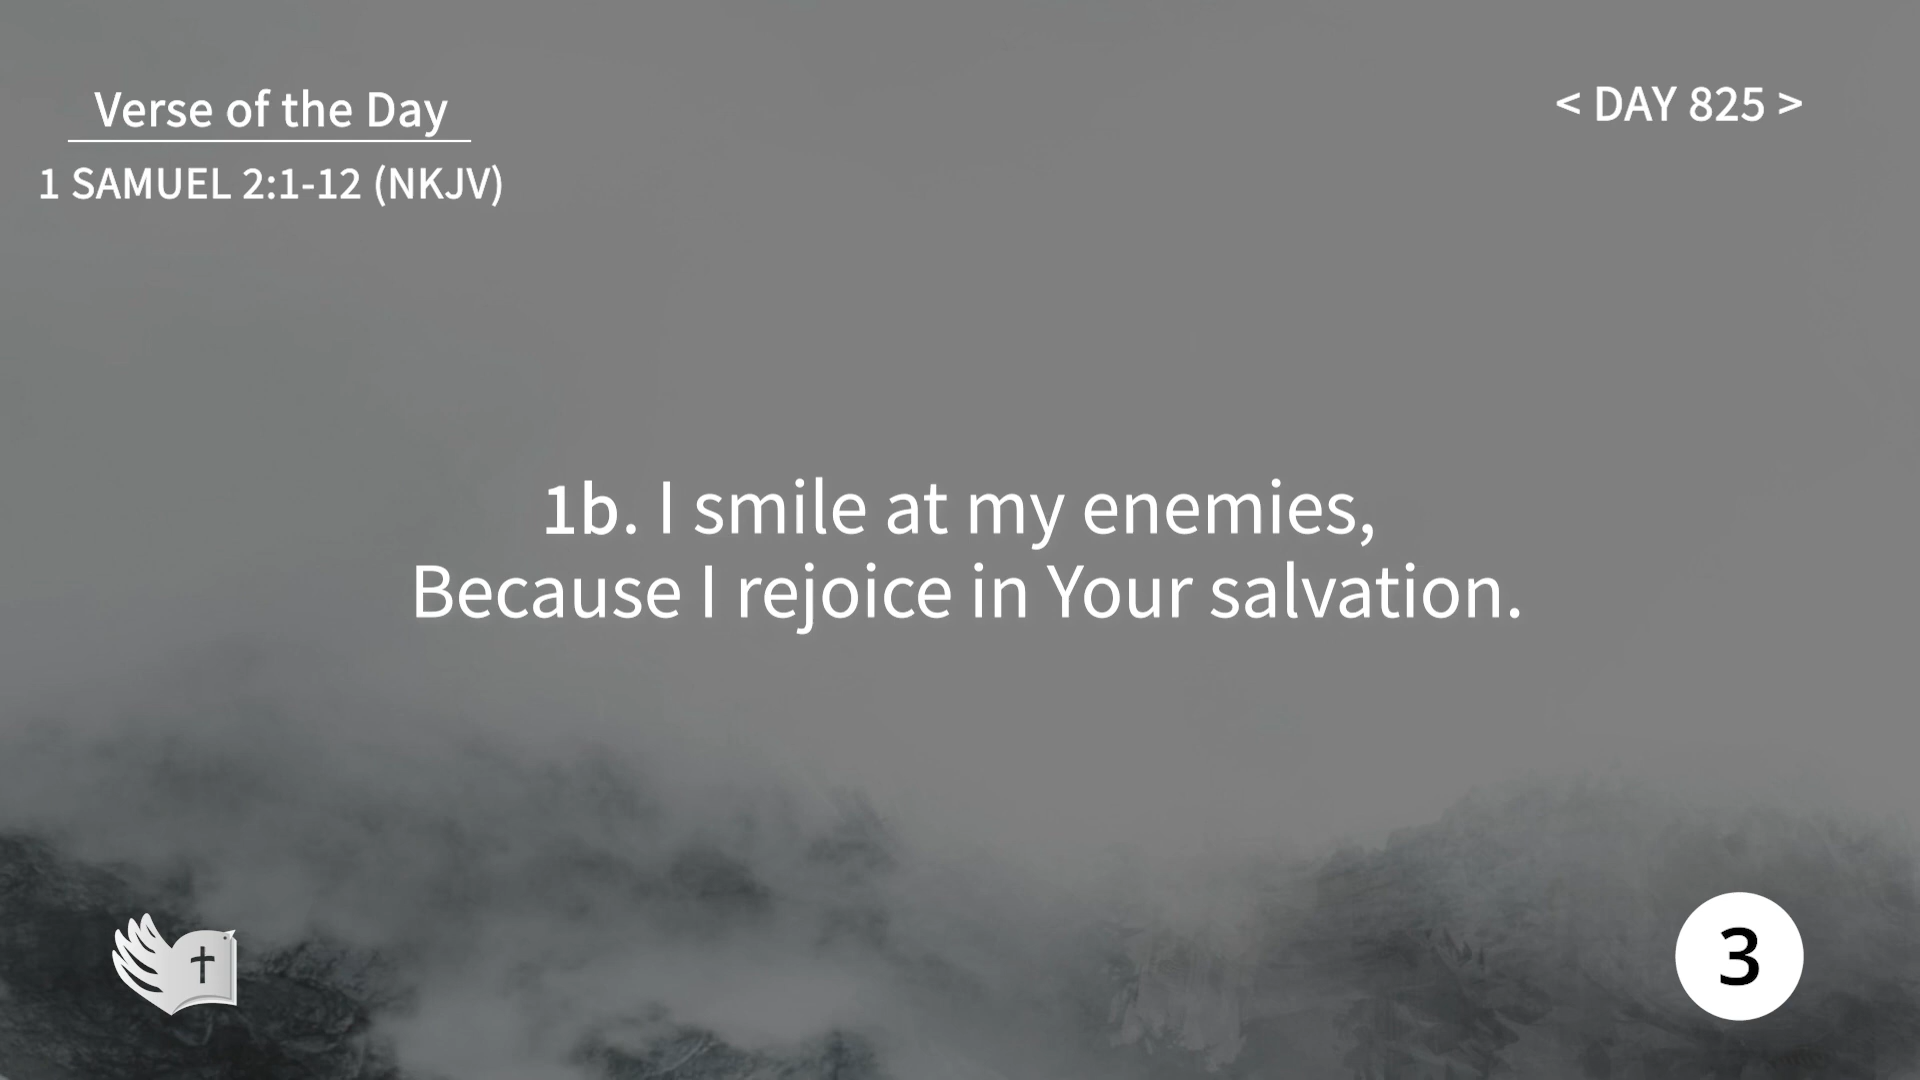 Verse of the Day
1 SAMUEL 2:1-12 (NKJV)
< DAY 825 >
1b. I smile at my enemies,
Because I rejoice in Your salvation.
3